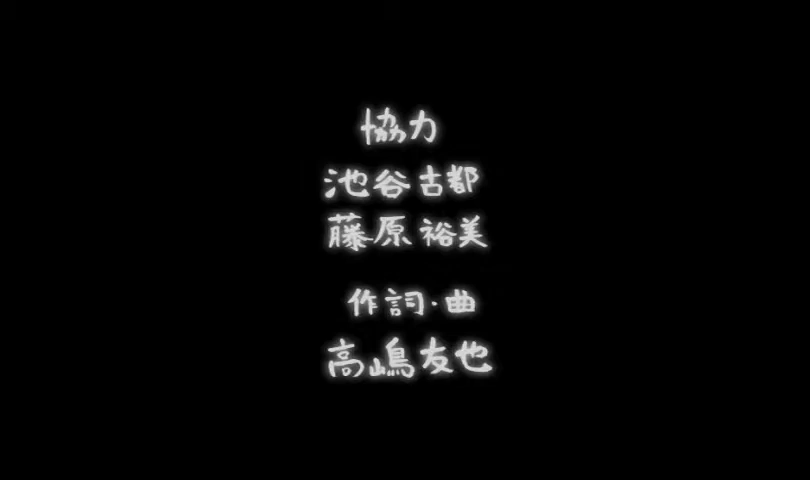 協力
池谷古都
藤原裕美
作詞・曲
高嶋友也